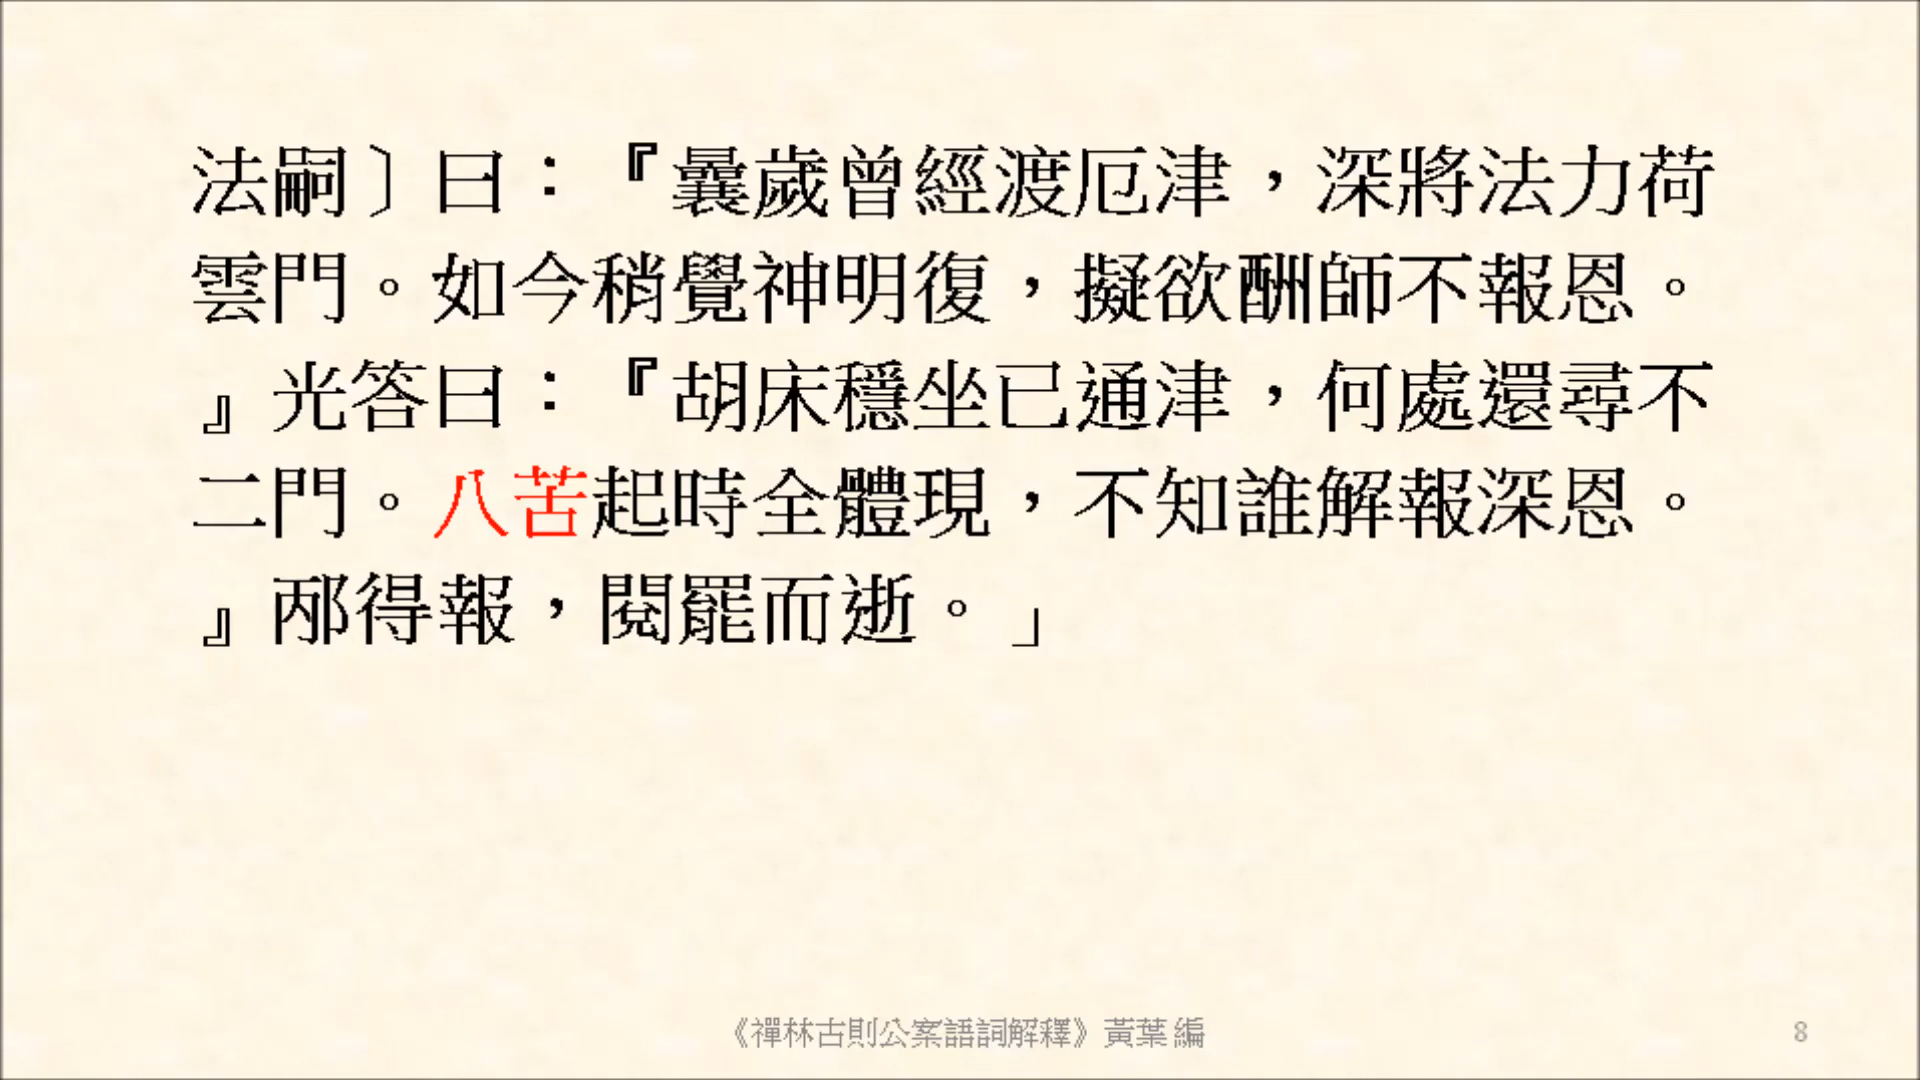 法嗣〕曰：『曩歲曾經渡厄津，深將法力荷
雲門。如今稍覺神明復，擬欲酬師不報恩。
』光答曰：『胡床穩坐已通津，何處還尋不
二門。八苦起時全體現，不知誰解報深恩。
』邴得報，閱罷而逝。」
《禪林古則公案語詞解釋》黃葉 編
8